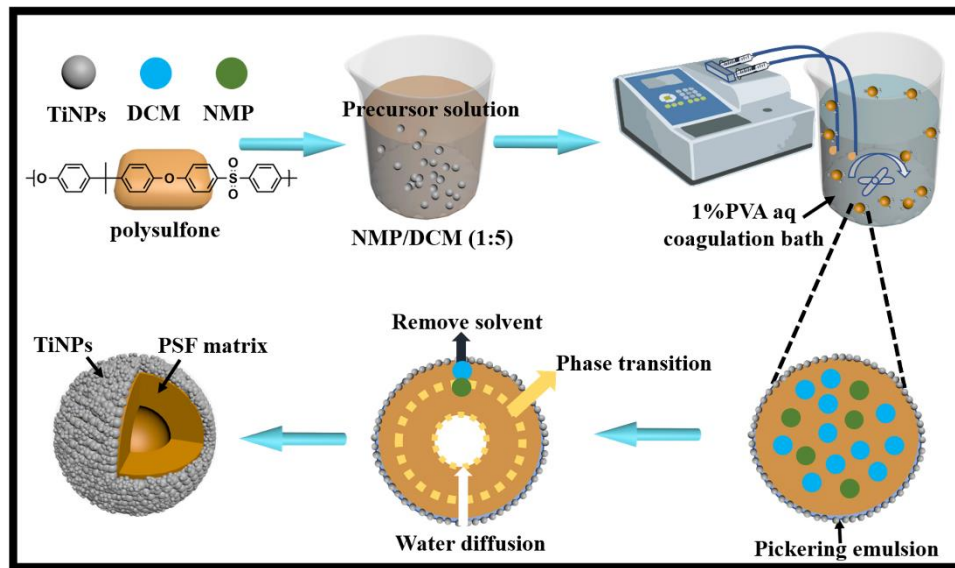 TiNPs DCM NMP
O O S O O
polysulfone
Precursor solution
NMP/DCM (1:5)
1%PVA aq
coagulation bath
TiNPs
PSF matrix
Remove solvent
Phase transition
Water diffusion
Pickering emulsion